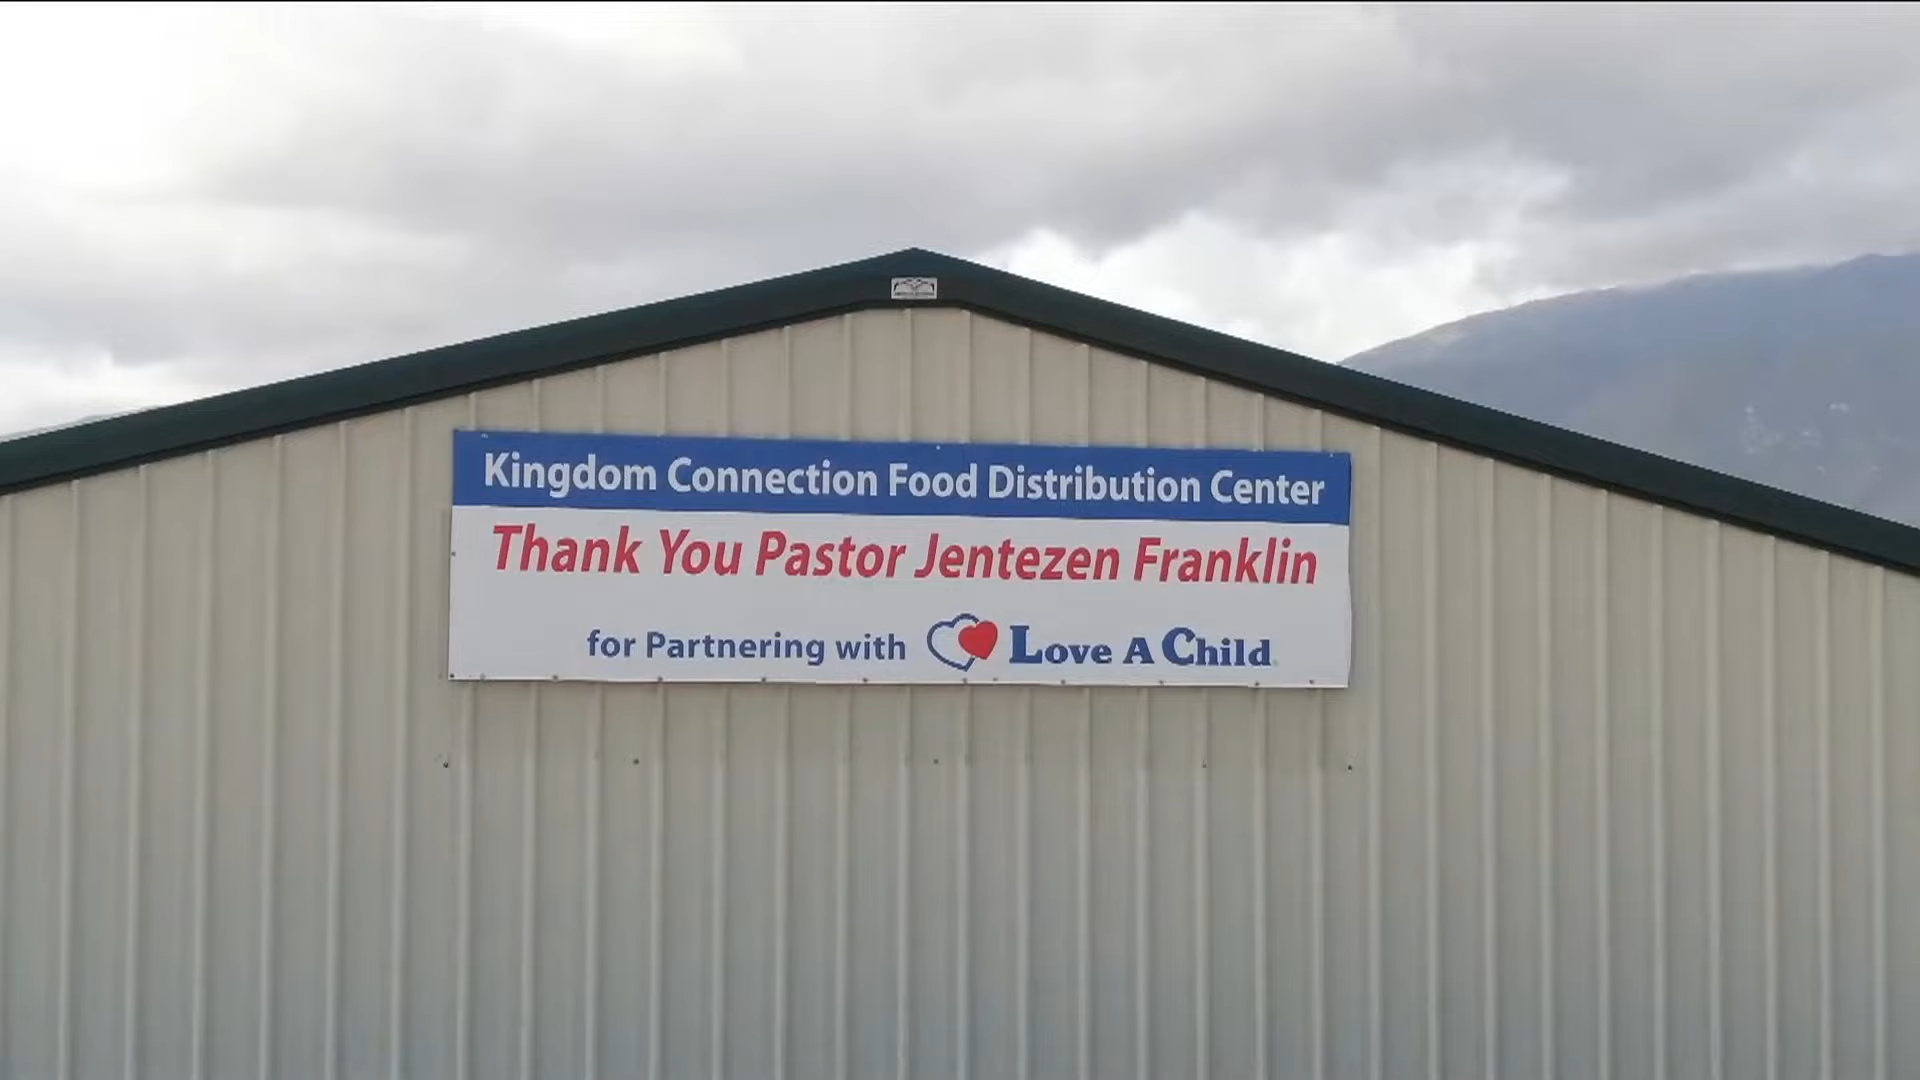 Kingdom Connection Food Distribution Center
Thank You Pastor Jentezen Franklin
for Partnering with Love A Child